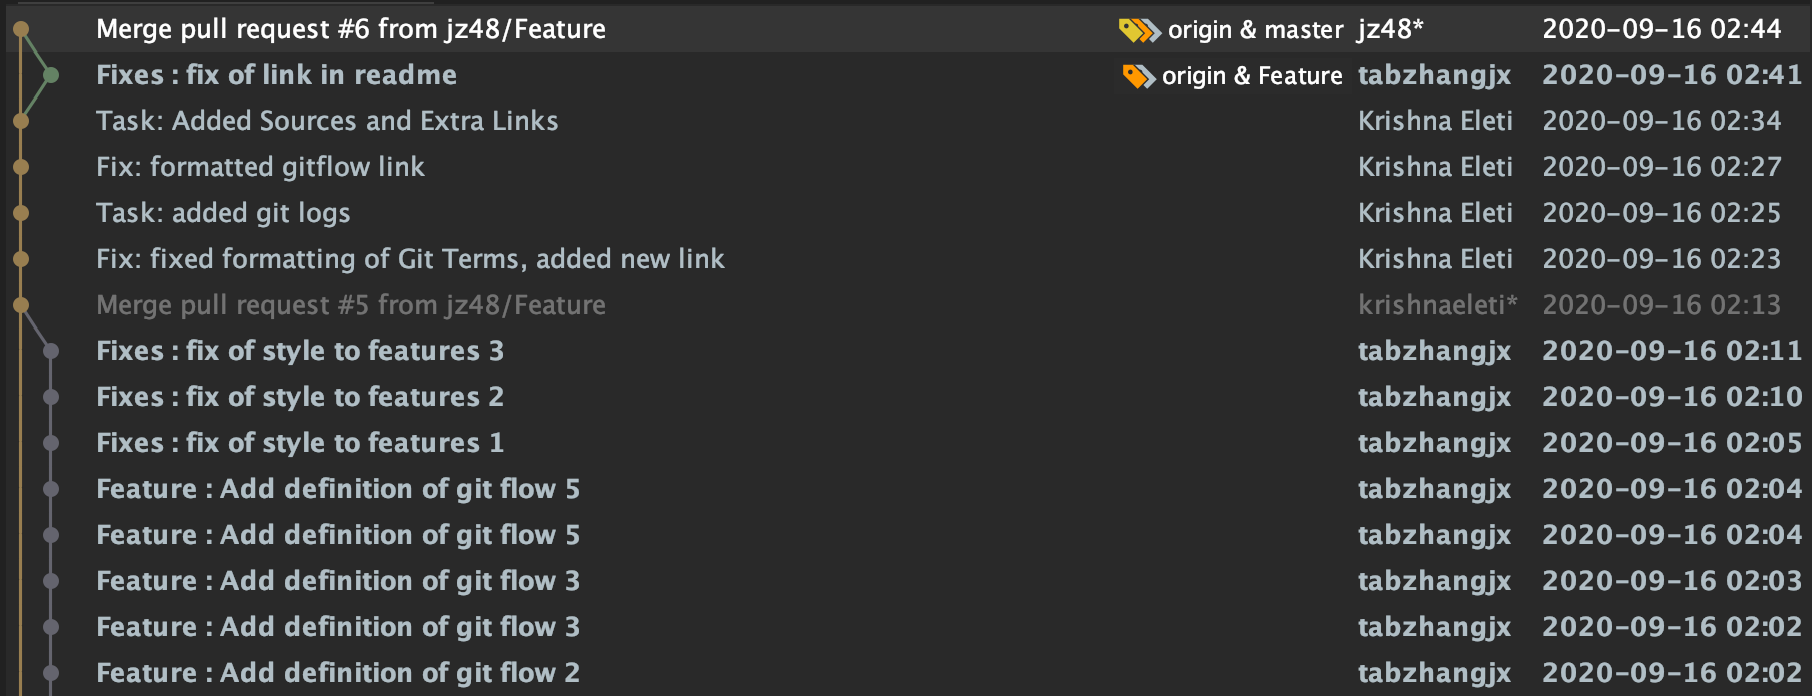 Merge pull request #6 from jz48/Feature origin & master jz48* 2020-09-16 02:44
Fixes : fix of link in readme origin & Feature tabzhangjx 2020-09-16 02:41
Task: Added Sources and Extra Links Krishna Eleti 2020-09-16 02:34
Fix: formatted gitflow link Krishna Eleti 2020-09-16 02:27
Task: added git logs Krishna Eleti 2020-09-16 02:25
Fix: fixed formatting of Git Terms, added new link Krishna Eleti 2020-09-16 02:23
Merge pull request #5 from jz48/Feature krishnaeleti* 2020-09-16 02:13
Fixes : fix of style to features 3 tabzhangjx 2020-09-16 02:11
Fixes : fix of style to features 2 tabzhangjx 2020-09-16 02:10
Fixes : fix of style to features 1 tabzhangjx 2020-09-16 02:05
Feature : Add definition of git flow 5 tabzhangjx 2020-09-16 02:04
Feature : Add definition of git flow 5 tabzhangjx 2020-09-16 02:04
Feature : Add definition of git flow 3 tabzhangjx 2020-09-16 02:03
Feature : Add definition of git flow 3 tabzhangjx 2020-09-16 02:02
Feature : Add definition of git flow 2 tabzhangjx 2020-09-16 02:02